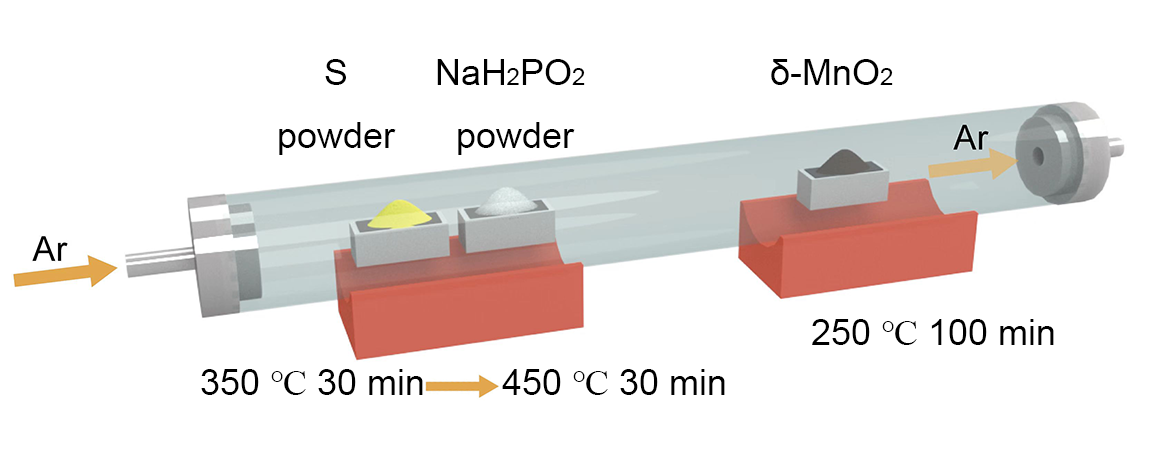 S
NaH₂PO₂
δ-MnO₂
powder
powder
Ar
Ar
250 ℃ 100 min
350 ℃ 30 min
450 ℃ 30 min